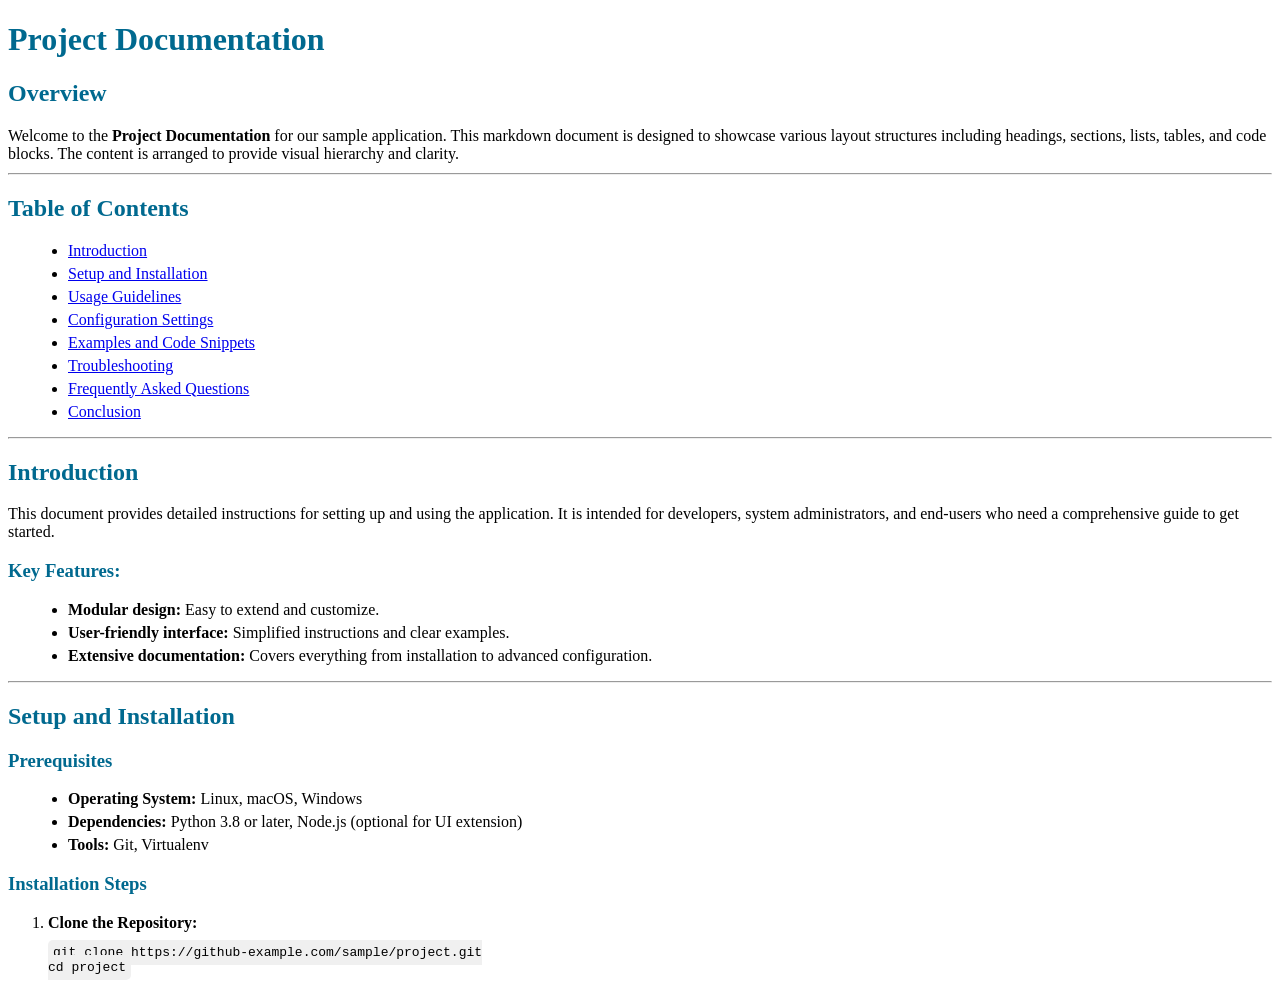 Project Documentation
Overview
Welcome to the Project Documentation for our sample application. This markdown document is designed to showcase various layout structures including headings, sections, lists, tables, and code
blocks. The content is arranged to provide visual hierarchy and clarity.
Table of Contents
• Introduction
• Setup and Installation
• Usage Guidelines
• Configuration Settings
• Examples and Code Snippets
• Troubleshooting
• Frequently Asked Questions
• Conclusion
Introduction
This document provides detailed instructions for setting up and using the application. It is intended for developers, system administrators, and end-users who need a comprehensive guide to get
started.
Key Features:
• Modular design: Easy to extend and customize.
• User-friendly interface: Simplified instructions and clear examples.
• Extensive documentation: Covers everything from installation to advanced configuration.
Setup and Installation
Prerequisites
• Operating System: Linux, macOS, Windows
• Dependencies: Python 3.8 or later, Node.js (optional for UI extension)
• Tools: Git, Virtualenv
Installation Steps
1. Clone the Repository:
git clone https://github-example.com/sample/project.git
cd project